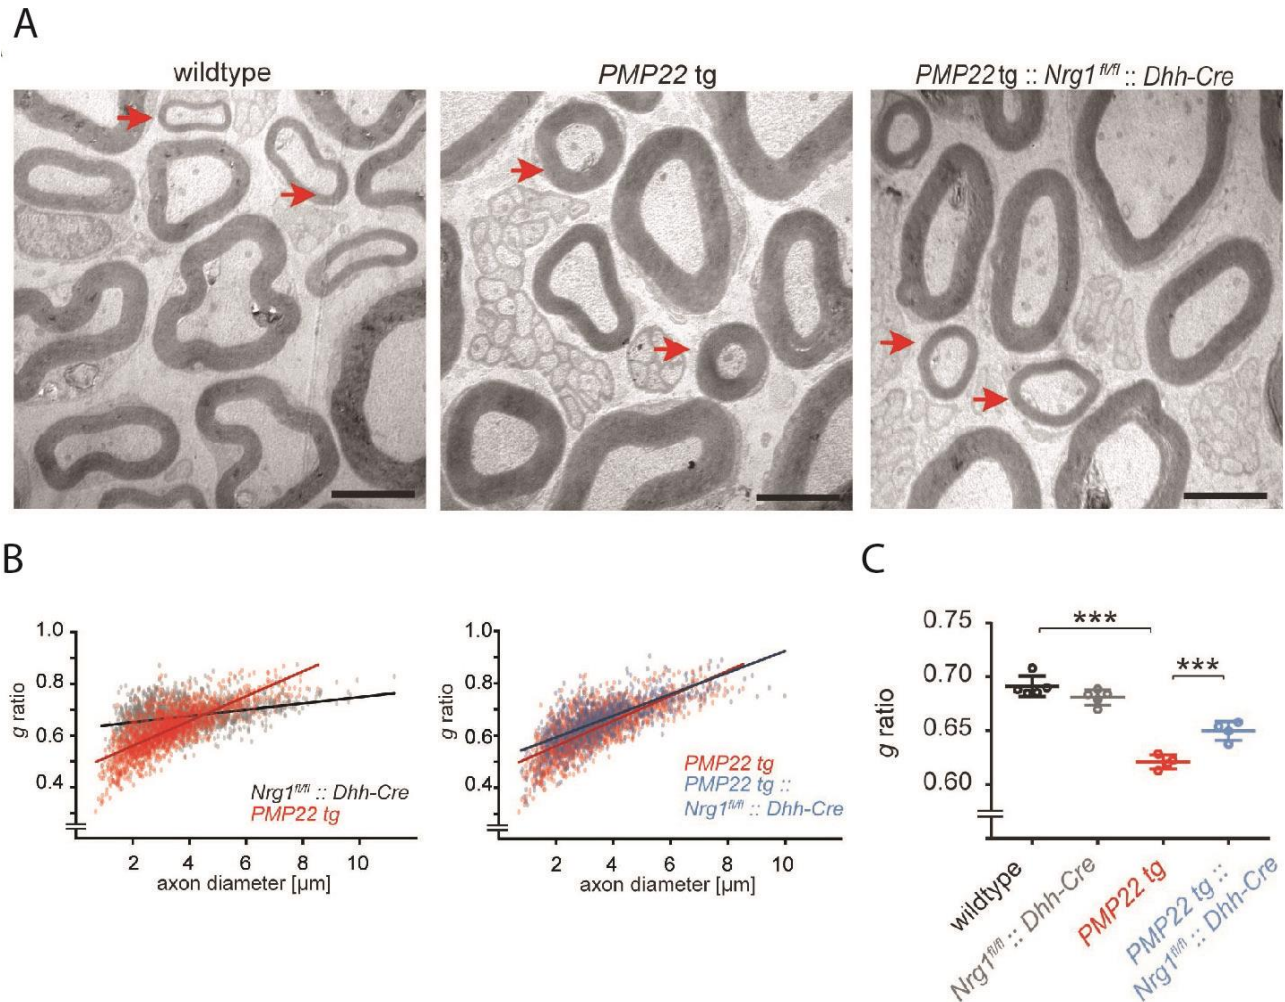 A
wildtype
PMP22 tg
PMP22 tg :: Nrg1fl/fl :: Dhh-Cre
B
1.0
0.8
0.6
0.4
g ratio
Nrg1fl/fl :: Dhh-Cre
PMP22 tg
2 4 6 8 10
axon diameter [µm]
1.0
0.8
0.6
0.4
g ratio
PMP22 tg
PMP22 tg ::
Nrg1fl/fl :: Dhh-Cre
2 4 6 8 10
axon diameter [µm]
C
0.75
0.70
0.65
0.60
g ratio
***
***
wildtype
Nrg1fl/fl :: Dhh-Cre
PMP22 tg
PMP22 tg ::
Nrg1fl/fl :: Dhh-Cre